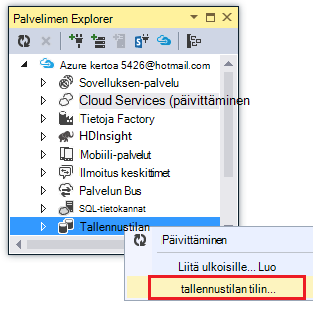 Palvelimen Explorer
Azure kertoa 5426@hotmail.com
Sovelluksen-palvelu
Cloud Services (päivittäminen
Tietoja Factory
HDInsight
Mobiili-palvelut
Ilmoitus keskittimet
Palvelun Bus
SQL-tietokannat
Tallennustilan
Päivittäminen
Liitä ulkoisille... Luo
tallennustilan tilin...